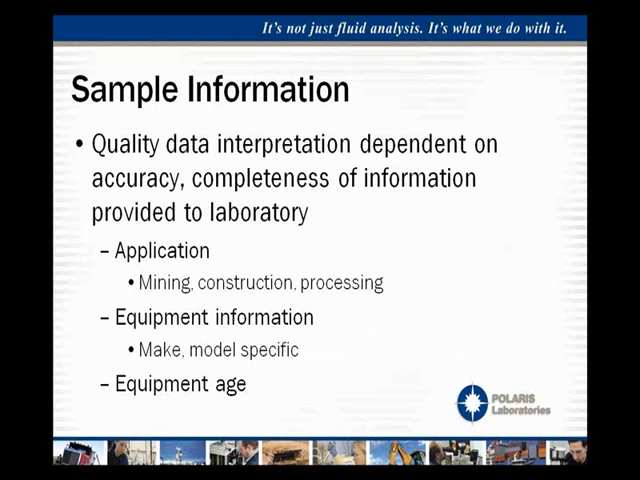 It's not just fluid analysis. It's what we do with it.
Sample Information
• Quality data interpretation dependent on
accuracy, completeness of information
provided to laboratory
– Application
• Mining, construction, processing
– Equipment information
• Make, model specific
– Equipment age
POLARIS
Laboratories